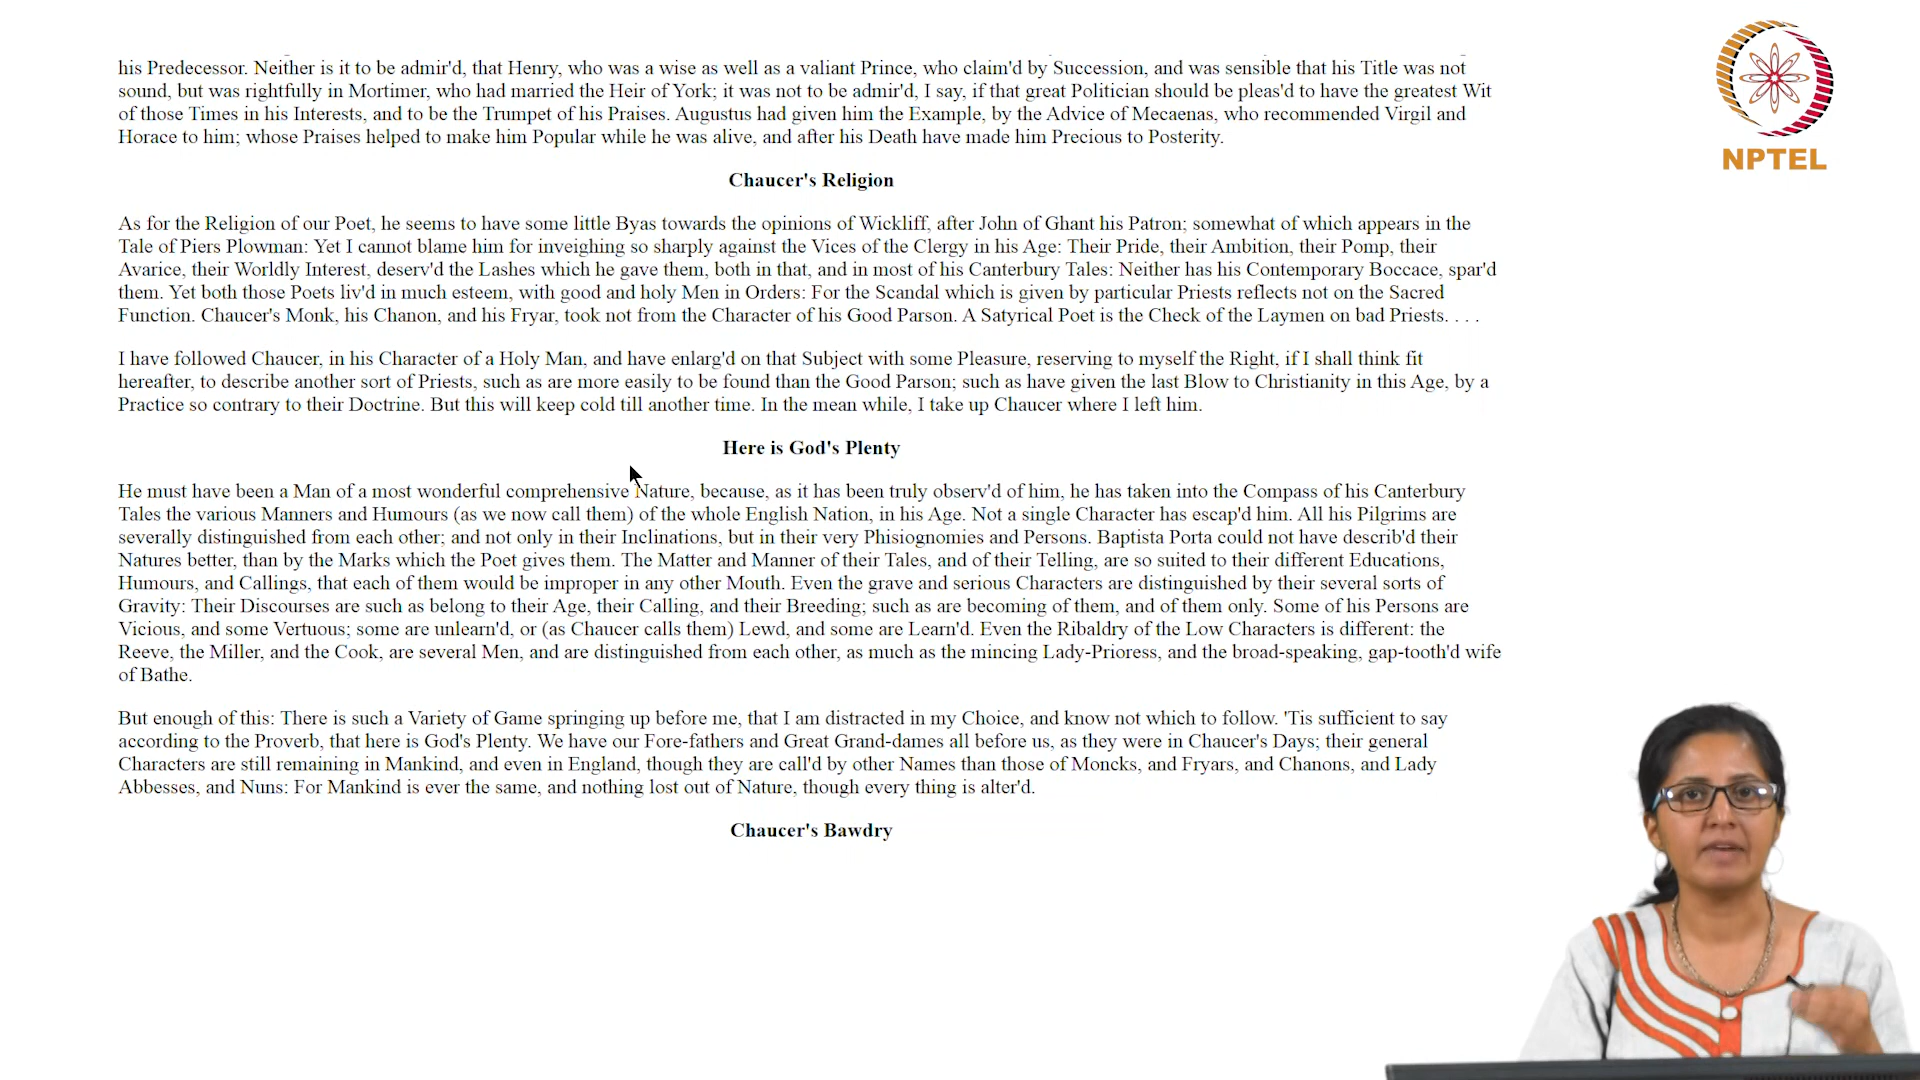 his Predecessor. Neither is it to be admir'd, that Henry, who was a wise as well as a valiant Prince, who claim'd by Succession, and was sensible that his Title was not
sound, but was rightfully in Mortimer, who had married the Heir of York; it was not to be admir'd, I say, if that great Politician should be pleas'd to have the greatest Wit
of those Times in his Interests, and to be the Trumpet of his Praises. Augustus had given him the Example, by the Advice of Mecaenas, who recommended Virgil and
Horace to him; whose Praises helped to make him Popular while he was alive, and after his Death have made him Precious to Posterity.
Chaucer's Religion
As for the Religion of our Poet, he seems to have some little Byas towards the opinions of Wickliff, after John of Ghant his Patron; somewhat of which appears in the
Tale of Piers Plowman: Yet I cannot blame him for inveighing so sharply against the Vices of the Clergy in his Age: Their Pride, their Ambition, their Pomp, their
Avarice, their Worldly Interest, deserv'd the Lashes which he gave them, both in that, and in most of his Canterbury Tales: Neither has his Contemporary Boccace, spar'd
them. Yet both those Poets liv'd in much esteem, with good and holy Men in Orders: For the Scandal which is given by particular Priests reflects not on the Sacred
Function. Chaucer's Monk, his Chanon, and his Fryar, took not from the Character of his Good Parson. A Satyrical Poet is the Check of the Laymen on bad Priests. . . .
I have followed Chaucer, in his Character of a Holy Man, and have enlarg'd on that Subject with some Pleasure, reserving to myself the Right, if I shall think fit
hereafter, to describe another sort of Priests, such as are more easily to be found than the Good Parson; such as have given the last Blow to Christianity in this Age, by a
Practice so contrary to their Doctrine. But this will keep cold till another time. In the mean while, I take up Chaucer where I left him.
Here is God's Plenty
He must have been a Man of a most wonderful comprehensive Nature, because, as it has been truly observ'd of him, he has taken into the Compass of his Canterbury
Tales the various Manners and Humours (as we now call them) of the whole English Nation, in his Age. Not a single Character has escap'd him. All his Pilgrims are
severally distinguished from each other; and not only in their Inclinations, but in their very Phisiognomies and Persons. Baptista Porta could not have describ'd their
Natures better, than by the Marks which the Poet gives them. The Matter and Manner of their Tales, and of their Telling, are so suited to their different Educations,
Humours, and Callings, that each of them would be improper in any other Mouth. Even the grave and serious Characters are distinguished by their several sorts of
Gravity: Their Discourses are such as belong to their Age, their Calling, and their Breeding; such as are becoming of them, and of them only. Some of his Persons are
Vicious, and some Vertuous; some are unlearn'd, or (as Chaucer calls them) Lewd, and some are Learn'd. Even the Ribaldry of the Low Characters is different: the
Reeve, the Miller, and the Cook, are several Men, and are distinguished from each other, as much as the mincing Lady-Prioress, and the broad-speaking, gap-tooth'd wife
of Bathe.
But enough of this: There is such a Variety of Game springing up before me, that I am distracted in my Choice, and know not which to follow. 'Tis sufficient to say
according to the Proverb, that here is God's Plenty. We have our Fore-fathers and Great Grand-dames all before us, as they were in Chaucer's Days; their general
Characters are still remaining in Mankind, and even in England, though they are call'd by other Names than those of Moncks, and Fryars, and Chanons, and Lady
Abbesses, and Nuns: For Mankind is ever the same, and nothing lost out of Nature, though every thing is alter'd.
Chaucer's Bawdry
NPTEL